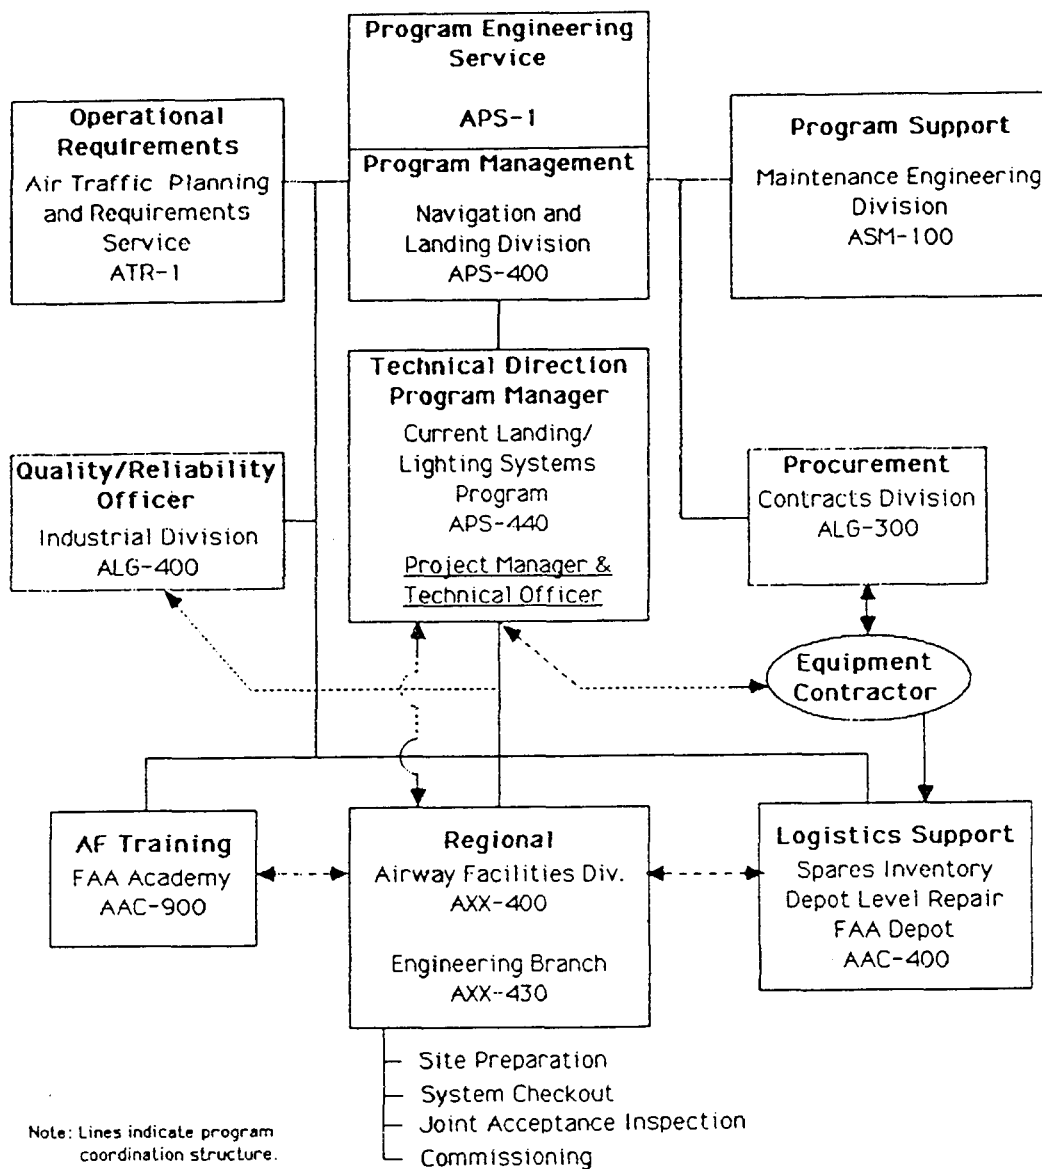 Program Engineering
Service
APS-1
Operational
Requirements
Air Traffic Planning
and Requirements
Service
ATR-1
Program Management
Navigation and
Landing Division
APS-400
Program Support
Maintenance Engineering
Division
ASM-100
Technical Direction
Program Manager
Current Landing/
Lighting Systems
Program
APS-440
Project Manager &
Technical Officer
Quality/Reliability
Officer
Industrial Division
ALG-400
Procurement
Contracts Division
ALG-300
Equipment
Contractor
AF Training
FAA Academy
AAC-900
Regional
Airway Facilities Div.
AXX-400
Engineering Branch
AXX-430
Logistics Support
Spares Inventory
Depot Level Repair
FAA Depot
AAC-400
Site Preparation
System Checkout
Joint Acceptance Inspection
Commissioning
Note: Lines indicate program
coordination structure.